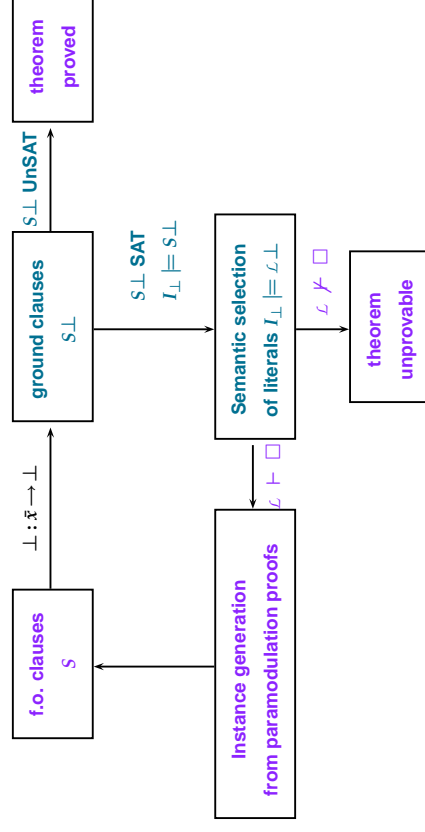 f.o. clauses
S
⊥ : x̄ → ⊥
ground clauses
S⊥
S⊥ UnSAT
theorem
proved
S⊥ SAT
I⊥ |= S⊥
Instance generation
from paramodulation proofs
L ⊢ □
Semantic selection
of literals I⊥ |= L⊥
L ⊬ □
theorem
unprovable